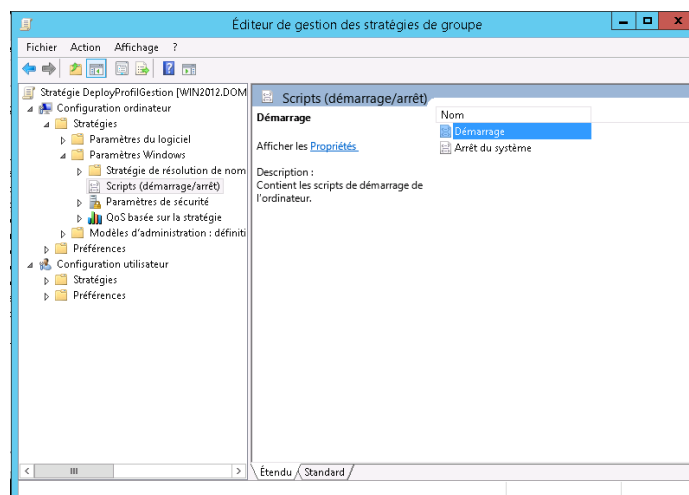 Éditeur de gestion des stratégies de groupe
Fichier Action Affichage ?
Stratégie DeployProfilGestion [WIN2012.DOM
Configuration ordinateur
Stratégies
Paramètres du logiciel
Paramètres Windows
Stratégie de résolution de nom
Scripts (démarrage/arrêt)
Paramètres de sécurité
QoS basée sur la stratégie
Modèles d'administration : définiti
Préférences
Configuration utilisateur
Stratégies
Préférences
Scripts (démarrage/arrêt)
Démarrage
Afficher les Propriétés
Description :
Contient les scripts de démarrage de
l'ordinateur.
Nom
Démarrage
Arrêt du système
Étendu Standard